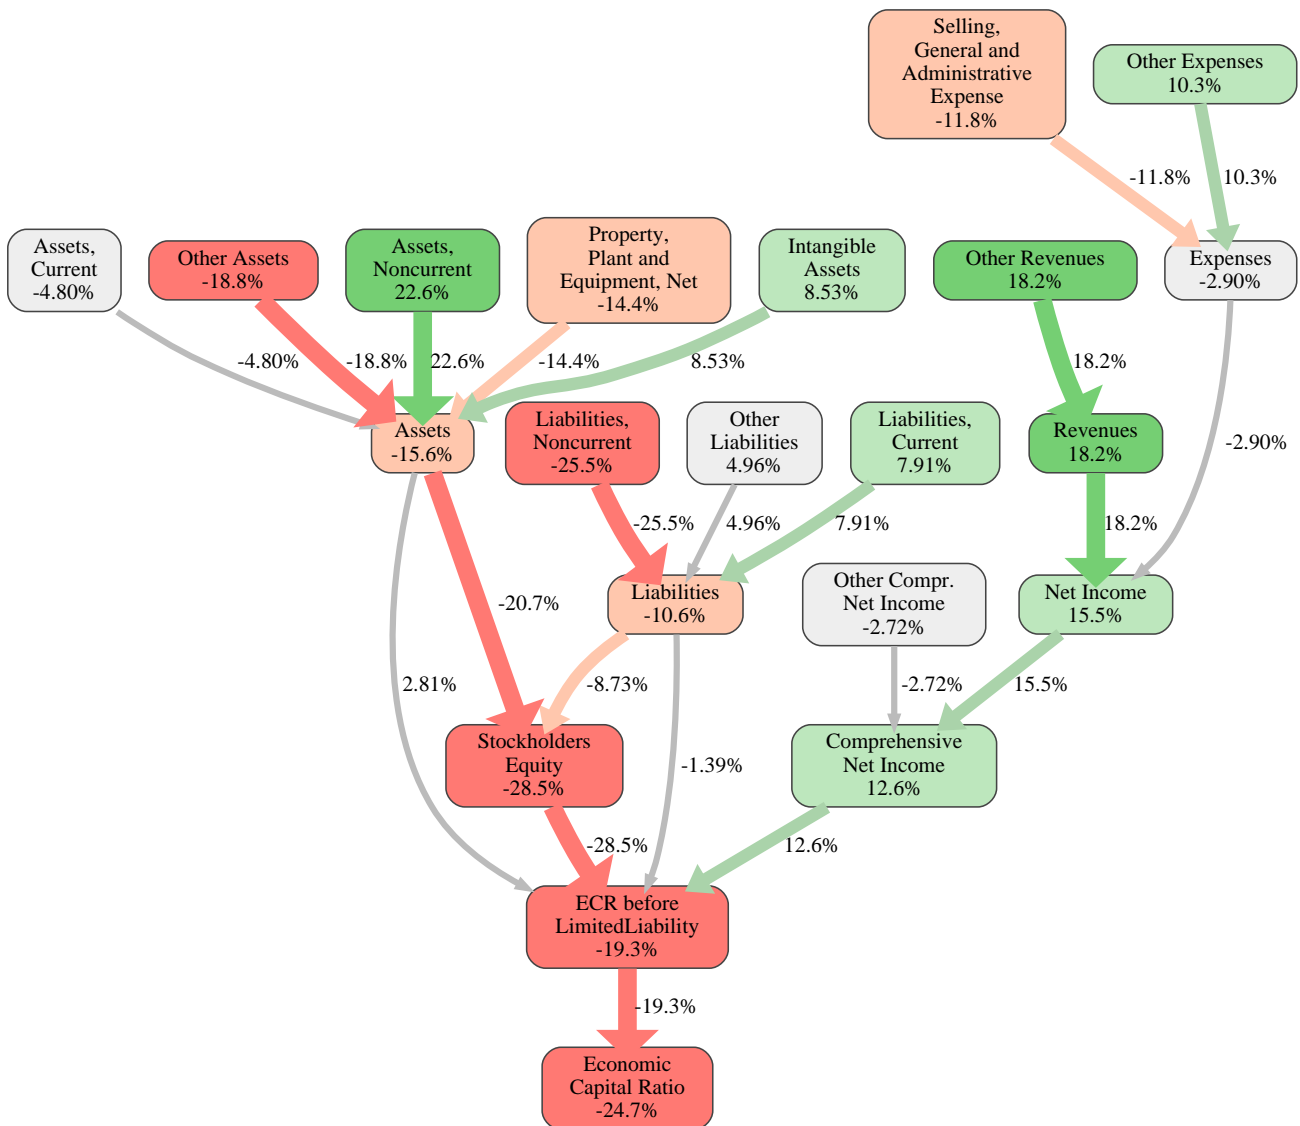 Selling,
General and
Administrative
Expense
-11.8%
Other Expenses
10.3%
-11.8%
10.3%
Assets,
Current
-4.80%
Other Assets
-18.8%
Assets,
Noncurrent
22.6%
Property,
Plant and
Equipment, Net
-14.4%
Intangible
Assets
8.53%
Other Revenues
18.2%
Expenses
-2.90%
-4.80%
-18.8%
22.6%
-14.4%
8.53%
18.2%
-2.90%
Assets
-15.6%
Liabilities,
Noncurrent
-25.5%
Other
Liabilities
4.96%
Liabilities,
Current
7.91%
Revenues
18.2%
-25.5%
4.96%
7.91%
18.2%
-20.7%
Liabilities
-10.6%
Other Compr.
Net Income
-2.72%
Net Income
15.5%
2.81%
-8.73%
-2.72%
15.5%
Stockholders
Equity
-28.5%
-1.39%
Comprehensive
Net Income
12.6%
-28.5%
12.6%
ECR before
LimitedLiability
-19.3%
-19.3%
Economic
Capital Ratio
-24.7%